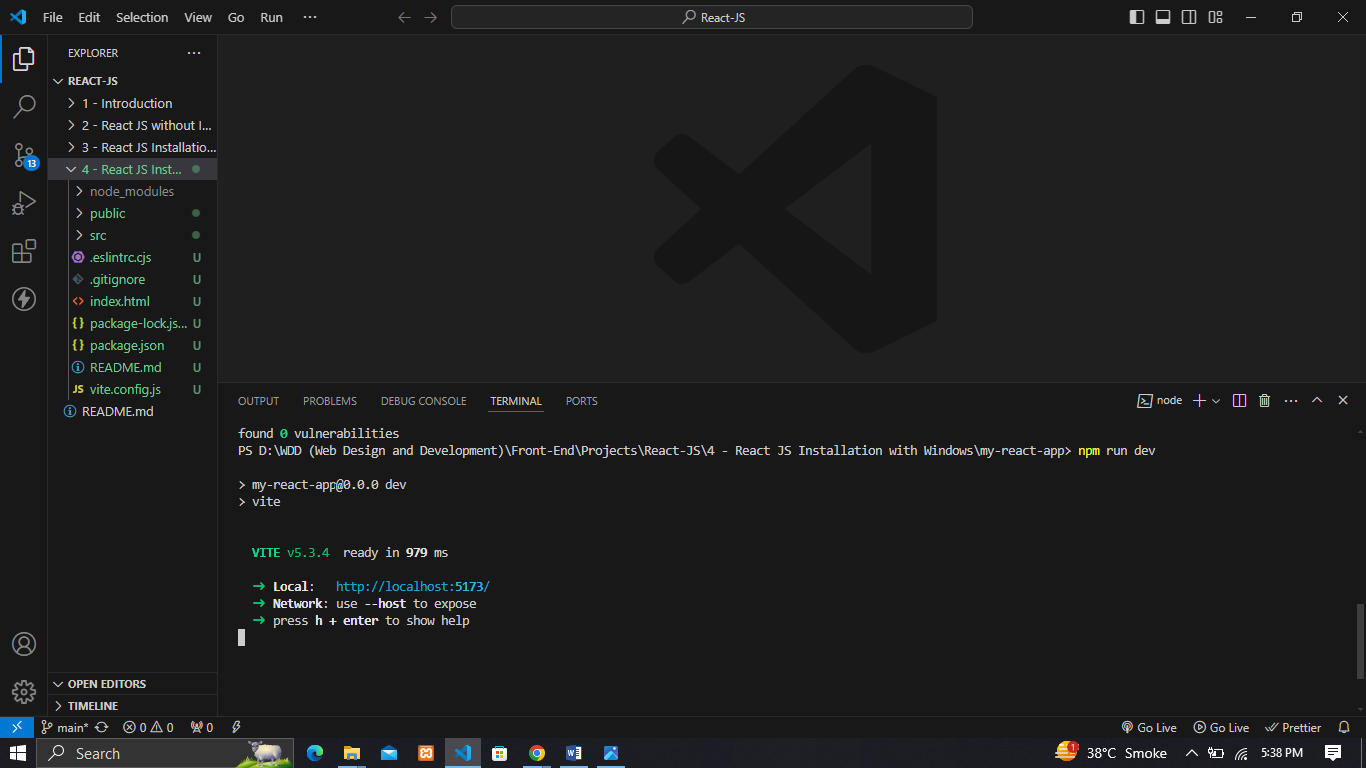 File Edit Selection View Go Run ···
React-JS
EXPLORER ···
REACT-JS
1 - Introduction
2 - React JS without I...
3 - React JS Installatio...
4 - React JS Inst...
node_modules
public
src
.eslintrc.cjs U
.gitignore U
index.html U
package-lock.js... U
package.json U
README.md U
JS vite.config.js U
README.md
13
OPEN EDITORS
TIMELINE
OUTPUT PROBLEMS DEBUG CONSOLE TERMINAL PORTS
node
found 0 vulnerabilities
PS D:\WDD (Web Design and Development)\Front-End\Projects\React-JS\4 - React JS Installation with Windows\my-react-app> npm run dev
> my-react-app@0.0.0 dev
> vite
VITE v5.3.4 ready in 979 ms
➜ Local: http://localhost:5173/
➜ Network: use --host to expose
➜ press h + enter to show help
main* 0 0 0
Go Live Go Live Prettier
Search
1 38°C Smoke 5:38 PM